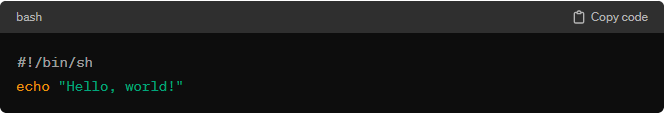 bash Copy code
#!/bin/sh
echo "Hello, world!"